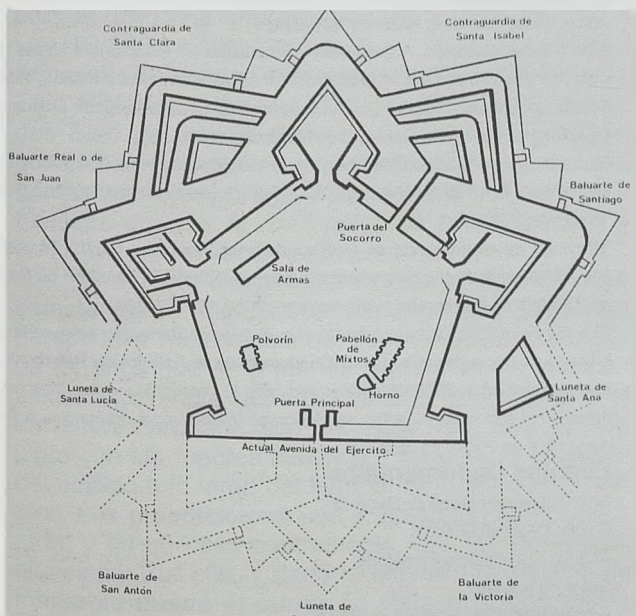 Contraguardia de
Santa Clara
Contraguardia de
Santa Isabel
Baluarte Real o de
San Juan
Baluarte de
Santiago
Puerta del
Socorro
Sala de
Armas
Polvorín
Pabellón
de
Mixtos
Horno
Luneta de
Santa Lucia
Luneta de
Santa Ana
Puerta Principal
Actual Avenida del Ejercito
Baluarte de
San Antón
Luneta de
Baluarte de
la Victoria